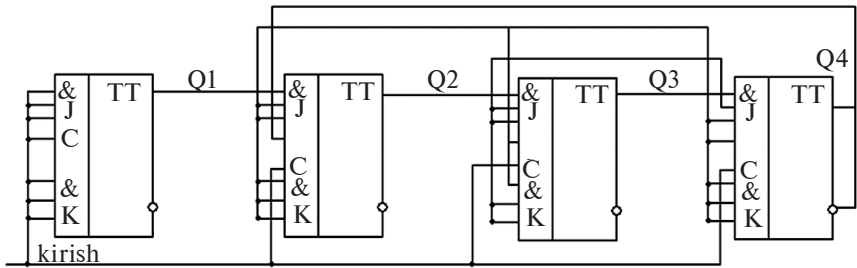 Q1 Q2 Q3 Q4
& TT & TT & TT & TT
J J J J
C C C C
& & & &
K K K K
kirish